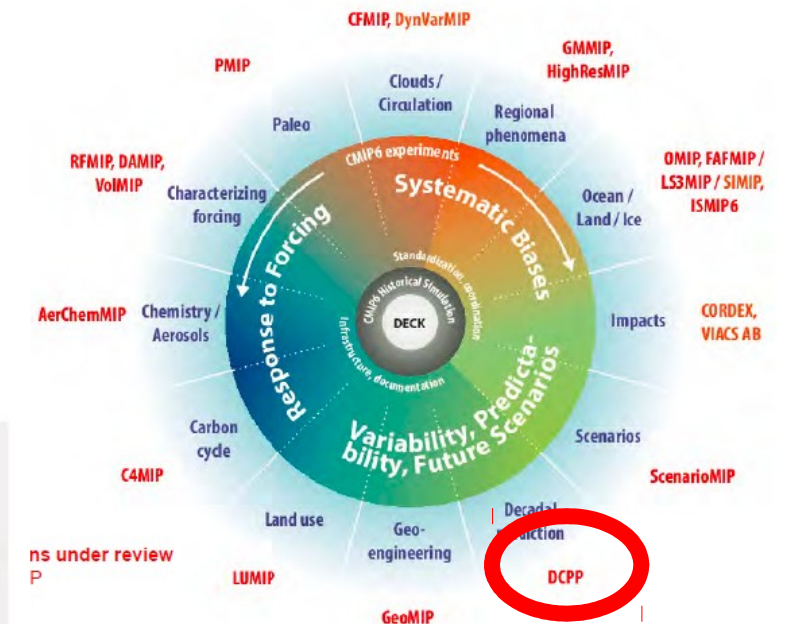 CFMIP, DynVarMIP
GMMIP,
HighResMIP
PMIP
Clouds /
Circulation
Regional
phenomena
Paleo
CMIP6 experiments
OMIP, FAFMIP /
LS3MIP / SIMIP,
ISMIP6
RFMIP, DAMIP,
VolMIP
Characterizing
forcing
Systematic Biases
Ocean /
Land / Ice
Response to Forcing
Standardization, coordination
CMIP6 Historical Simulation
DECK
Infrastructure, documentation
AerChemMIP
Chemistry /
Aerosols
Impacts
CORDEX,
VIACS AB
Variability, Predicta-
bility, Future Scenarios
Carbon
cycle
Scenarios
C4MIP
ScenarioMIP
Land use
Geo-
engineering
Decadal
ns under review
P
LUMIP
DCPP
GeoMIP